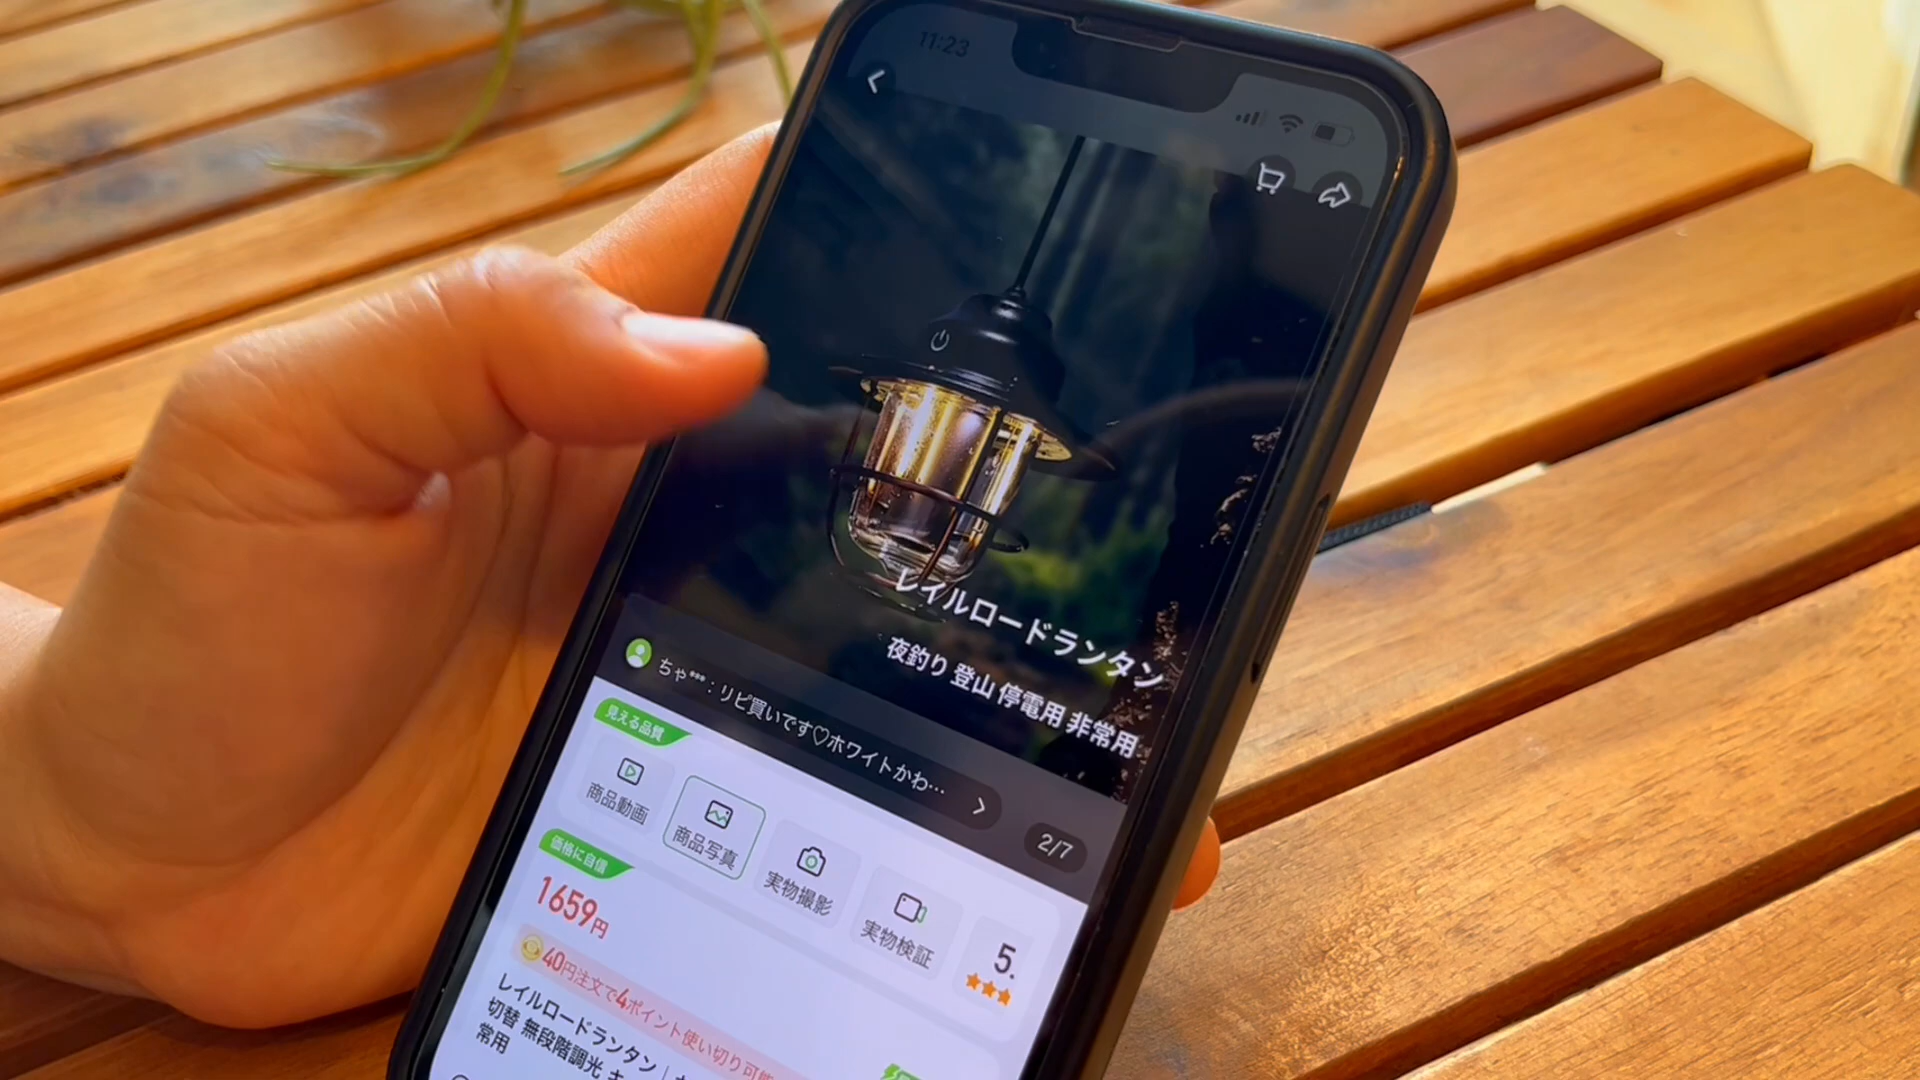 11:23
レイルロードランタン
夜釣り 登山 停電用 非常用
ちゃ***：リピ買いです♡ホワイトかわ…
2/7
見える品質
商品動画
商品写真
実物撮影
実物検証
5.
価格に自信
1659円
40円注文で4ポイント使い切り可能
レイルロードランタン
切替 無段階調光 キ
常用